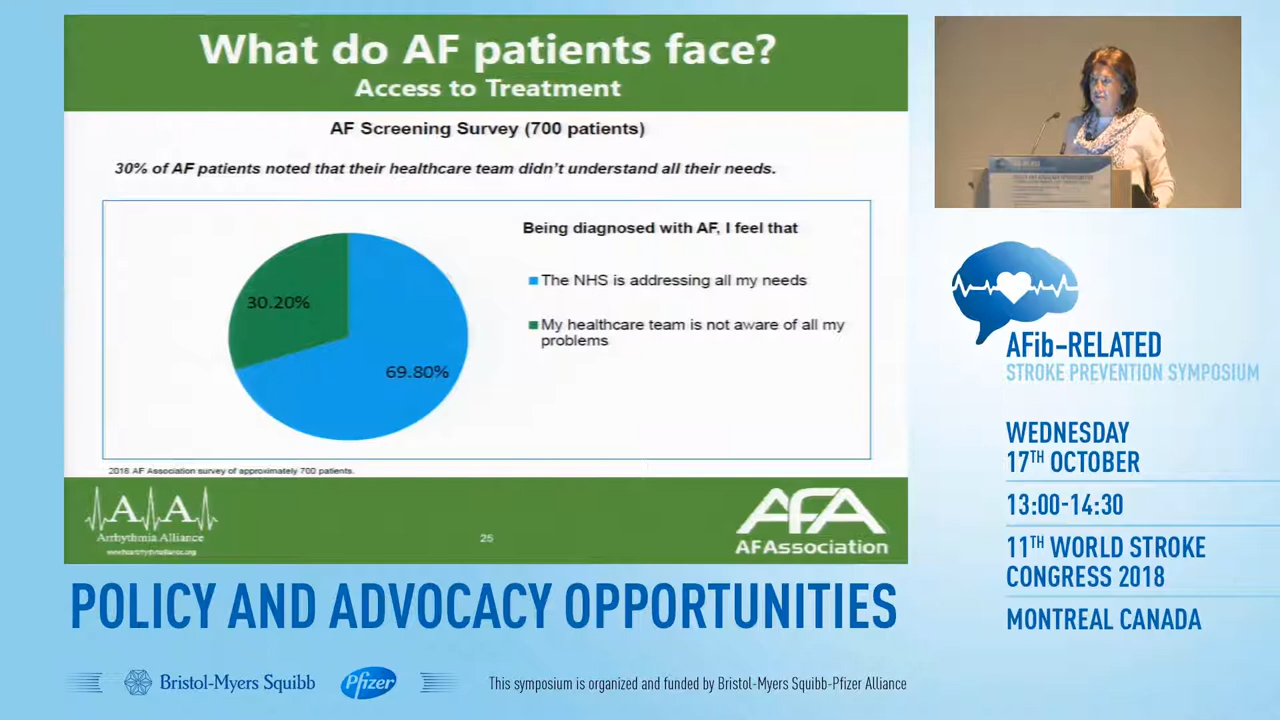 What do AF patients face?
Access to Treatment
AF Screening Survey (700 patients)
30% of AF patients noted that their healthcare team didn't understand all their needs.
Being diagnosed with AF, I feel that
The NHS is addressing all my needs
My healthcare team is not aware of all my
problems
30.20%
69.80%
2018 AF Association survey of approximately 700 patients.
AA
Arrhythmia Alliance
www.heartrhythmalliance.org
25
AFA
AFAssociation
AFib-RELATED
STROKE PREVENTION SYMPOSIUM
WEDNESDAY
17TH OCTOBER
13:00-14:30
11TH WORLD STROKE
CONGRESS 2018
MONTREAL CANADA
POLICY AND ADVOCACY OPPORTUNITIES
Bristol-Myers Squibb
Pfizer
This symposium is organized and funded by Bristol-Myers Squibb-Pfizer Alliance